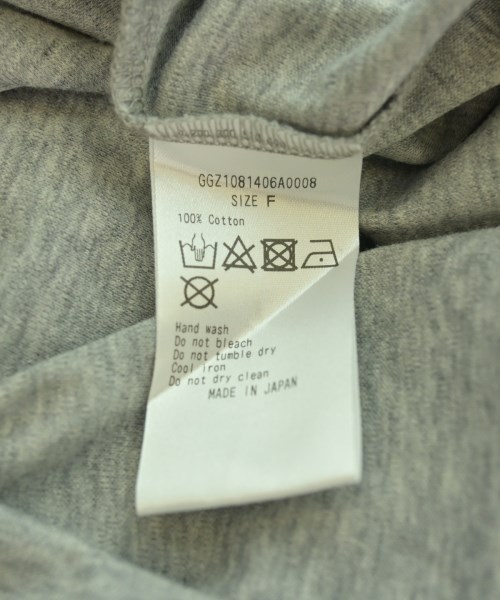 GGZ1081406A0008
SIZE F
100% Cotton
Hand wash
Do not bleach
Do not tumble dry
Cool iron
Do not dry clean
MADE IN JAPAN